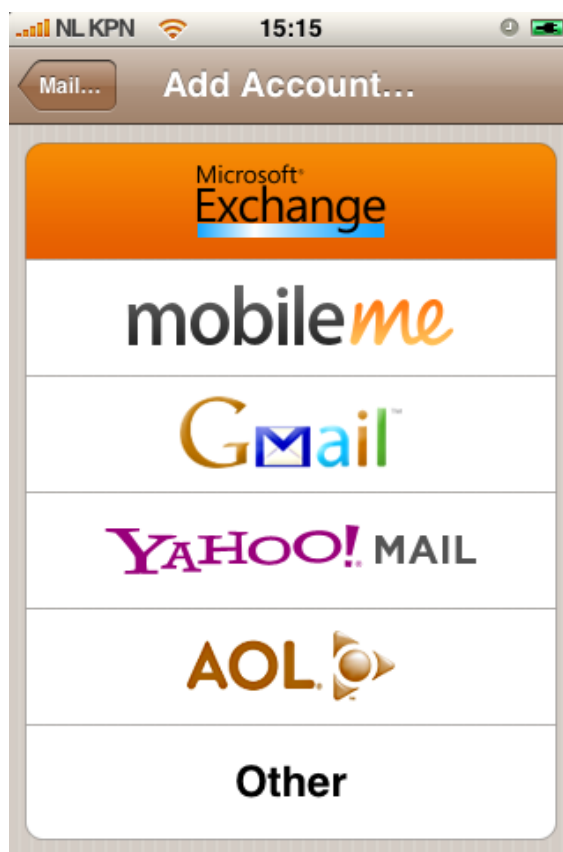 NL KPN 15:15
Mail... Add Account...
Microsoft®
Exchange
mobileme
Gmail™
YAHOO!® MAIL
AOL®
Other